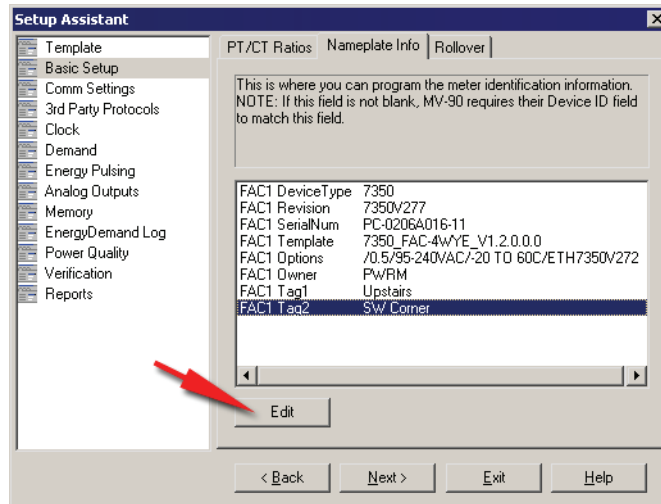 Setup Assistant
Template
Basic Setup
Comm Settings
3rd Party Protocols
Clock
Demand
Energy Pulsing
Analog Outputs
Memory
EnergyDemand Log
Power Quality
Verification
Reports
PT/CT Ratios Nameplate Info Rollover
This is where you can program the meter identification information.
NOTE: If this field is not blank, MV-90 requires their Device ID field
to match this field.
FAC1 DeviceType 7350
FAC1 Revision 7350V277
FAC1 SerialNum PC-0206A016-11
FAC1 Template 7350_FAC-4WYE_V1.2.0.0.0
FAC1 Options /0.5/95-240VAC/-20 TO 60C/ETH7350V272
FAC1 Owner PWRM
FAC1 Tag1 Upstairs
FAC1 Tag2 SW Corner
Edit
< Back Next > Exit Help